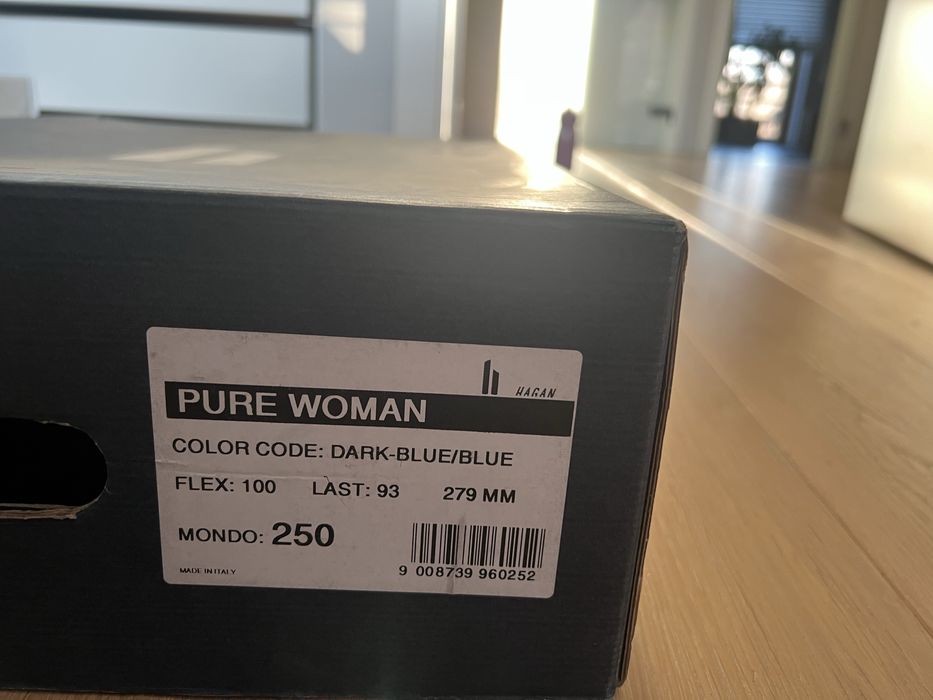 HAGAN
PURE WOMAN
COLOR CODE: DARK-BLUE/BLUE
FLEX: 100 LAST: 93 279 MM
MONDO: 250
MADE IN ITALY
9 008739 960252